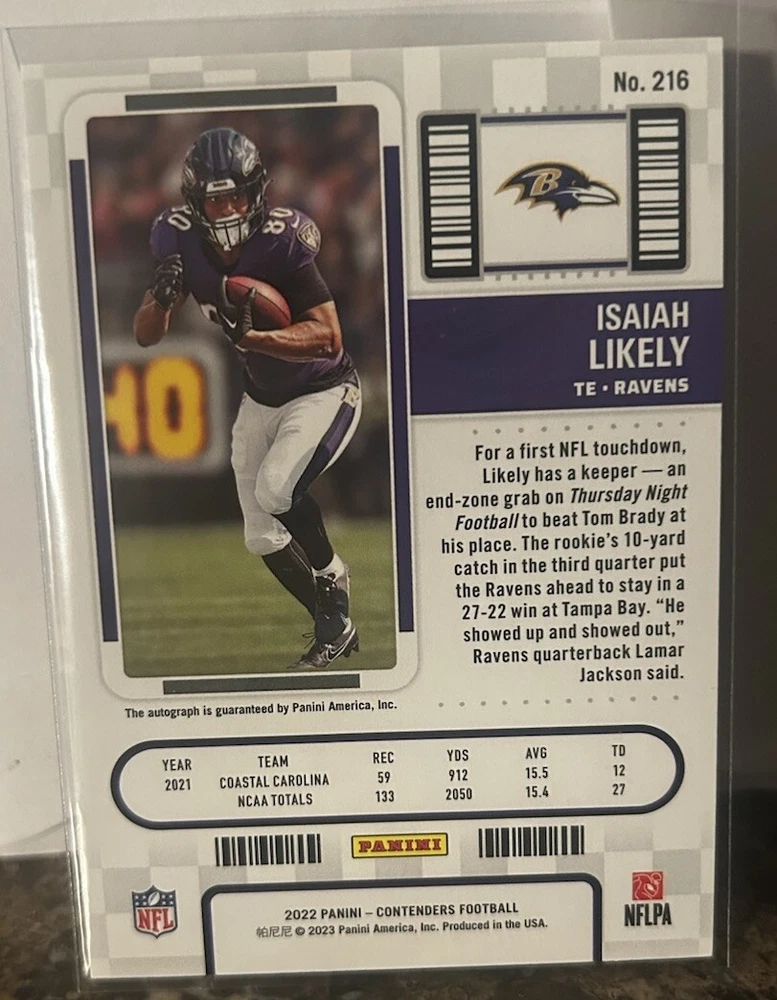 No. 216
B
80
80
HO
ISAIAH
LIKELY
TE • RAVENS
For a first NFL touchdown,
Likely has a keeper — an
end-zone grab on Thursday Night
Football to beat Tom Brady at
his place. The rookie's 10-yard
catch in the third quarter put
the Ravens ahead to stay in a
27-22 win at Tampa Bay. “He
showed up and showed out,”
Ravens quarterback Lamar
Jackson said.
The autograph is guaranteed by Panini America, Inc.
YEAR TEAM REC YDS AVG TD
2021 COASTAL CAROLINA 59 912 15.5 12
NCAA TOTALS 133 2050 15.4 27
PANINI
NFL
NFLPA
2022 PANINI – CONTENDERS FOOTBALL
帕尼尼 © 2023 Panini America, Inc. Produced in the USA.